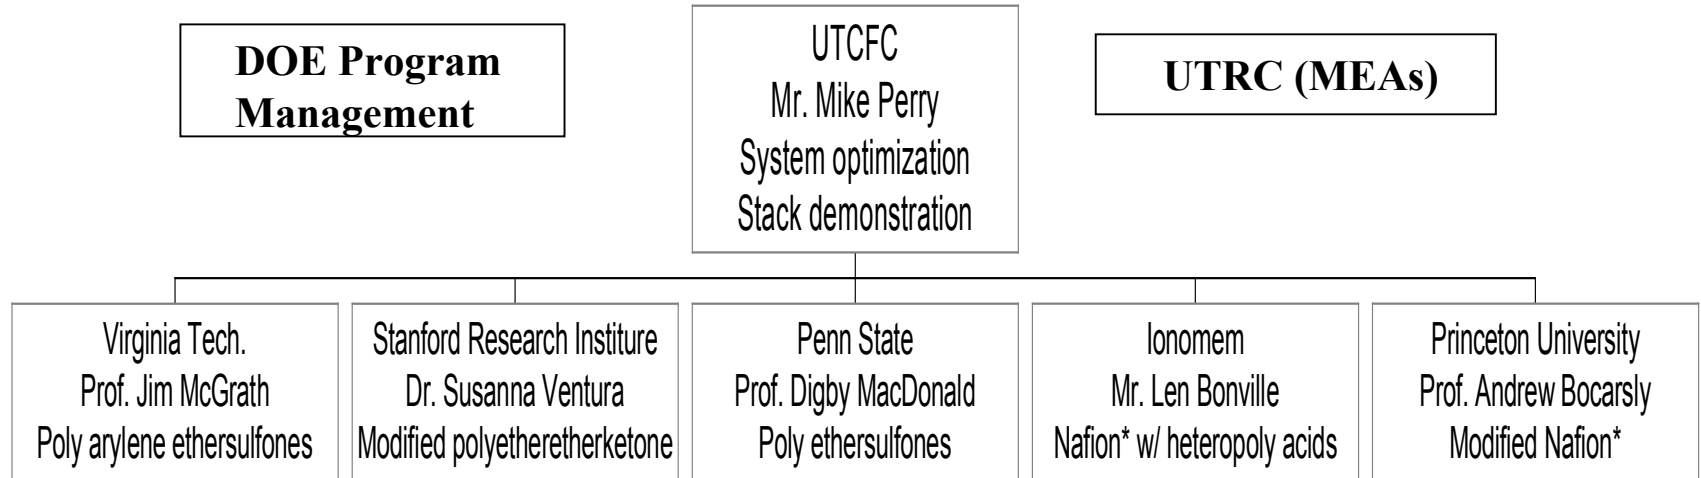 DOE Program
Management
UTCFC
Mr. Mike Perry
System optimization
Stack demonstration
UTRC (MEAs)
Virginia Tech.
Prof. Jim McGrath
Poly arylene ethersulfones
Stanford Research Institure
Dr. Susanna Ventura
Modified polyetheretherketone
Penn State
Prof. Digby MacDonald
Poly ethersulfones
Ionomem
Mr. Len Bonville
Nafion* w/ heteropoly acids
Princeton University
Prof. Andrew Bocarsly
Modified Nafion*